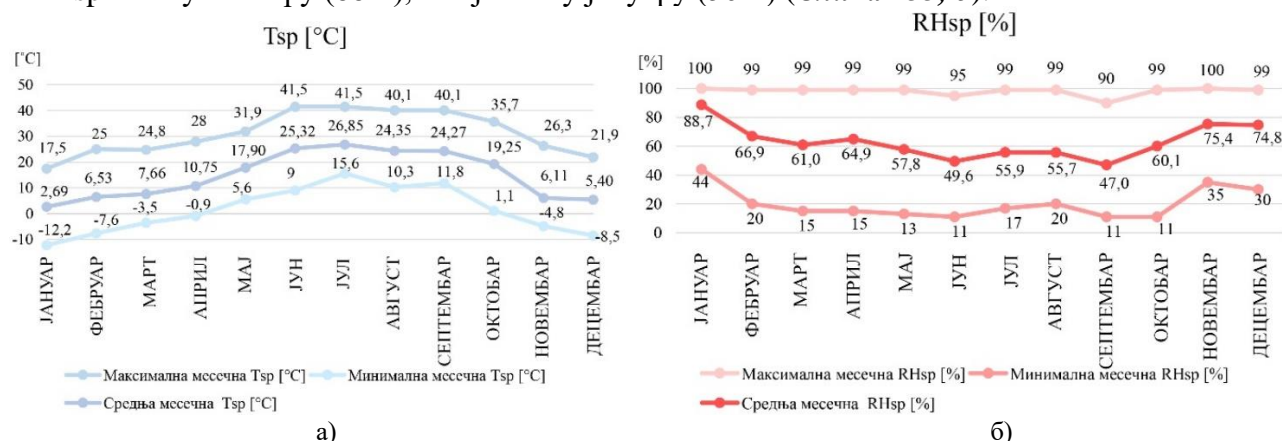 Tsp [°C]
[°C]
50
40
30
20
10
0
-10
17,5
25
24,8
28
31,9
41,5
41,5
40,1
40,1
35,7
26,3
21,9
2,69
6,53
7,66
10,75
17,90
25,32
26,85
24,35
24,27
19,25
6,11
5,40
-12,2
-7,6
-3,5
-0,9
5,6
9
15,6
10,3
11,8
1,1
-4,8
-8,5
ЈАНУАР
ФЕБРУАР
МАРТ
АПРИЛ
МАЈ
ЈУН
ЈУЛ
АВГУСТ
СЕПТЕМБАР
ОКТОБАР
НОВЕМБАР
ДЕЦЕМБАР
Максимална месечна Tsp [°C]
Минимална месечна Tsp [°C]
Средња месечна Tsp [°C]
а)
RHsp [%]
[%]
100
80
60
40
20
0
100
99
99
99
99
95
99
99
90
99
100
99
88,7
66,9
61,0
64,9
57,8
49,6
55,9
55,7
47,0
60,1
75,4
74,8
44
20
15
15
13
11
17
20
11
11
35
30
ЈАНУАР
ФЕБРУАР
МАРТ
АПРИЛ
МАЈ
ЈУН
ЈУЛ
АВГУСТ
СЕПТЕМБАР
ОКТОБАР
НОВЕМБАР
ДЕЦЕМБАР
Максимална месечна RHsp [%]
Минимална месечна RHsp [%]
Средња месечна RHsp [%]
б)